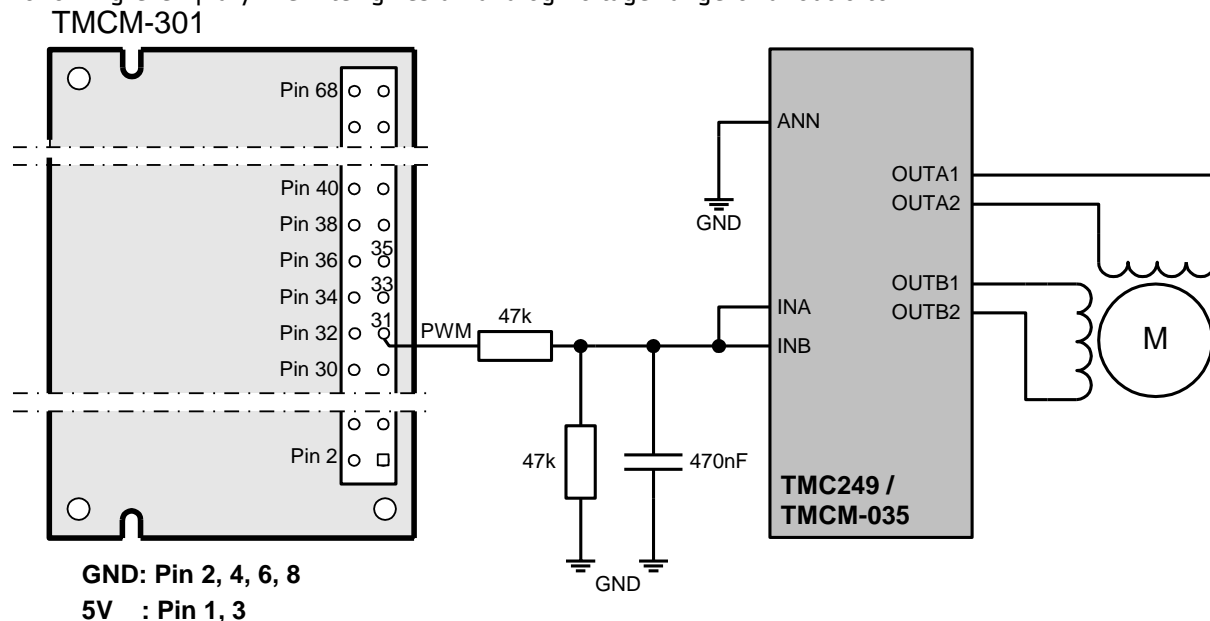 TMCM-301
Pin 68
ANN
GND
Pin 40
Pin 38
Pin 36
35
Pin 34
33
Pin 32
31
Pin 30
Pin 2
PWM
47k
47k
470nF
GND
INA
INB
OUTA1
OUTA2
OUTB1
OUTB2
M
TMC249 /
TMCM-035
GND: Pin 2, 4, 6, 8
5V : Pin 1, 3